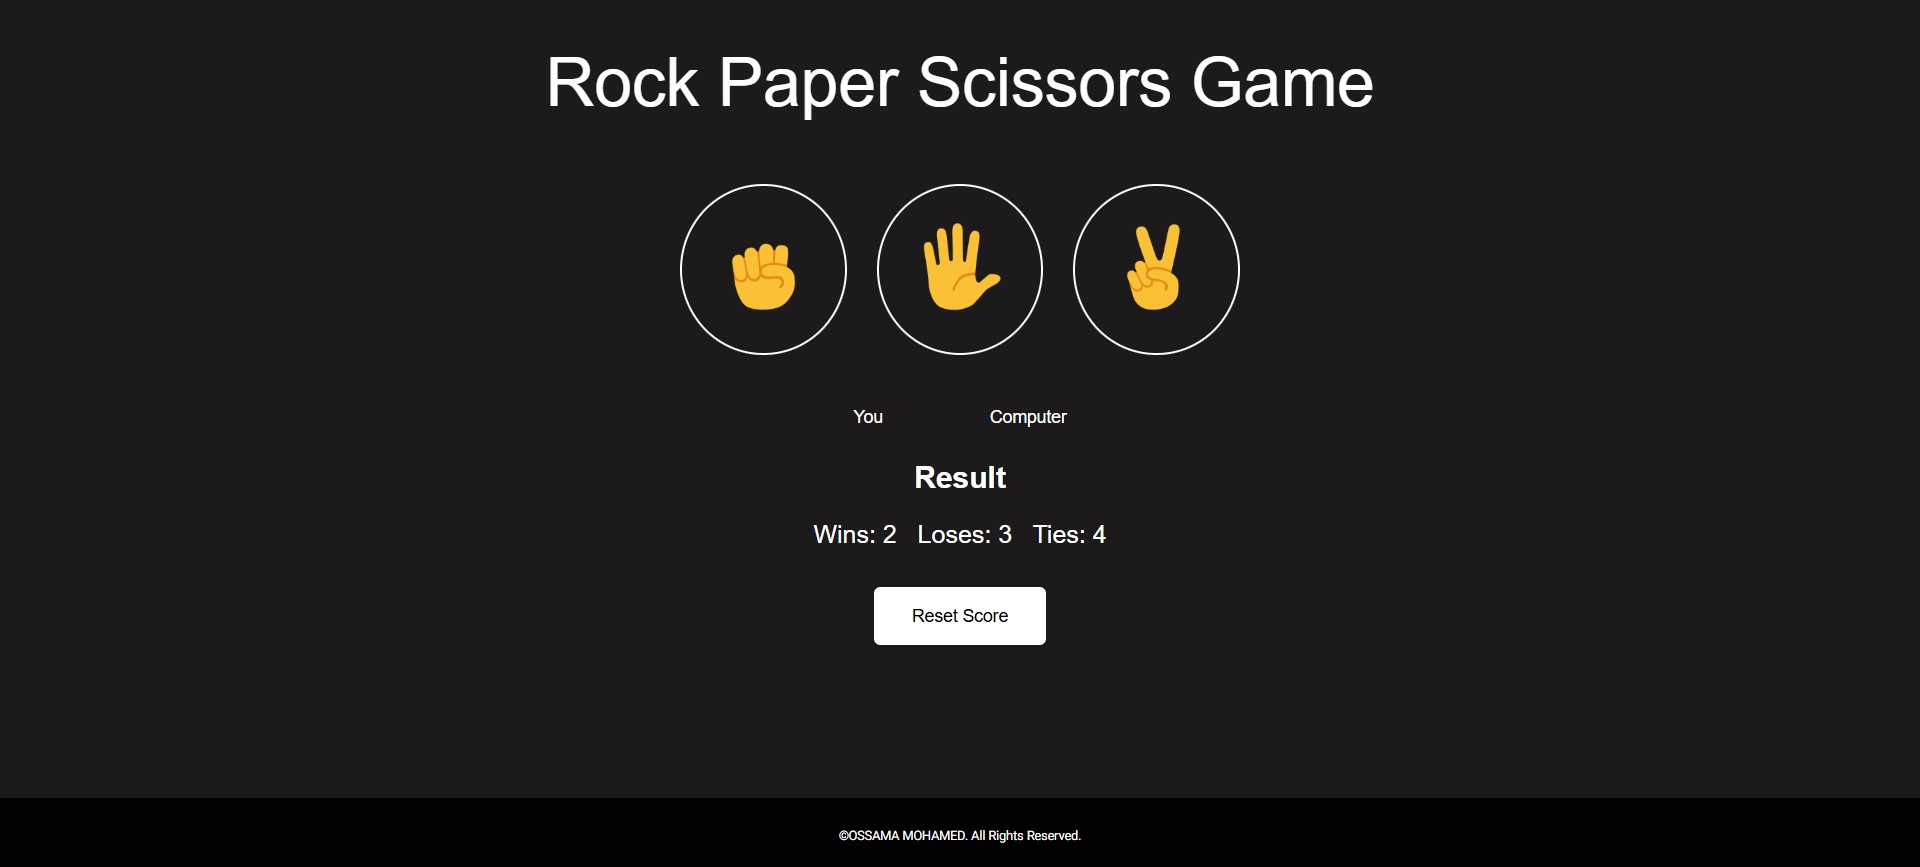 Rock Paper Scissors Game
You Computer
Result
Wins: 2 Loses: 3 Ties: 4
Reset Score
©OSSAMA MOHAMED. All Rights Reserved.